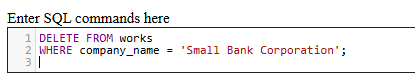 Enter SQL commands here
1 DELETE FROM works
2 WHERE company_name = 'Small Bank Corporation';
3